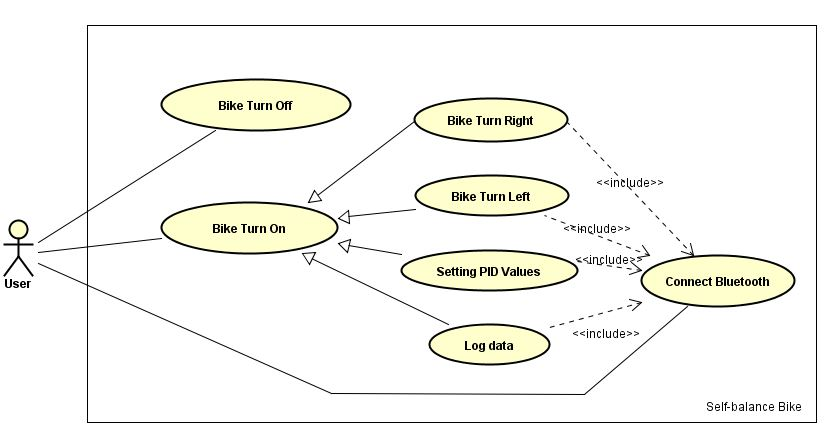 Bike Turn Off
Bike Turn Right
<<include>>
Bike Turn Left
Bike Turn On
<<include>>
<<include>>
Setting PID Values
Connect Bluetooth
User
<<include>>
Log data
Self-balance Bike